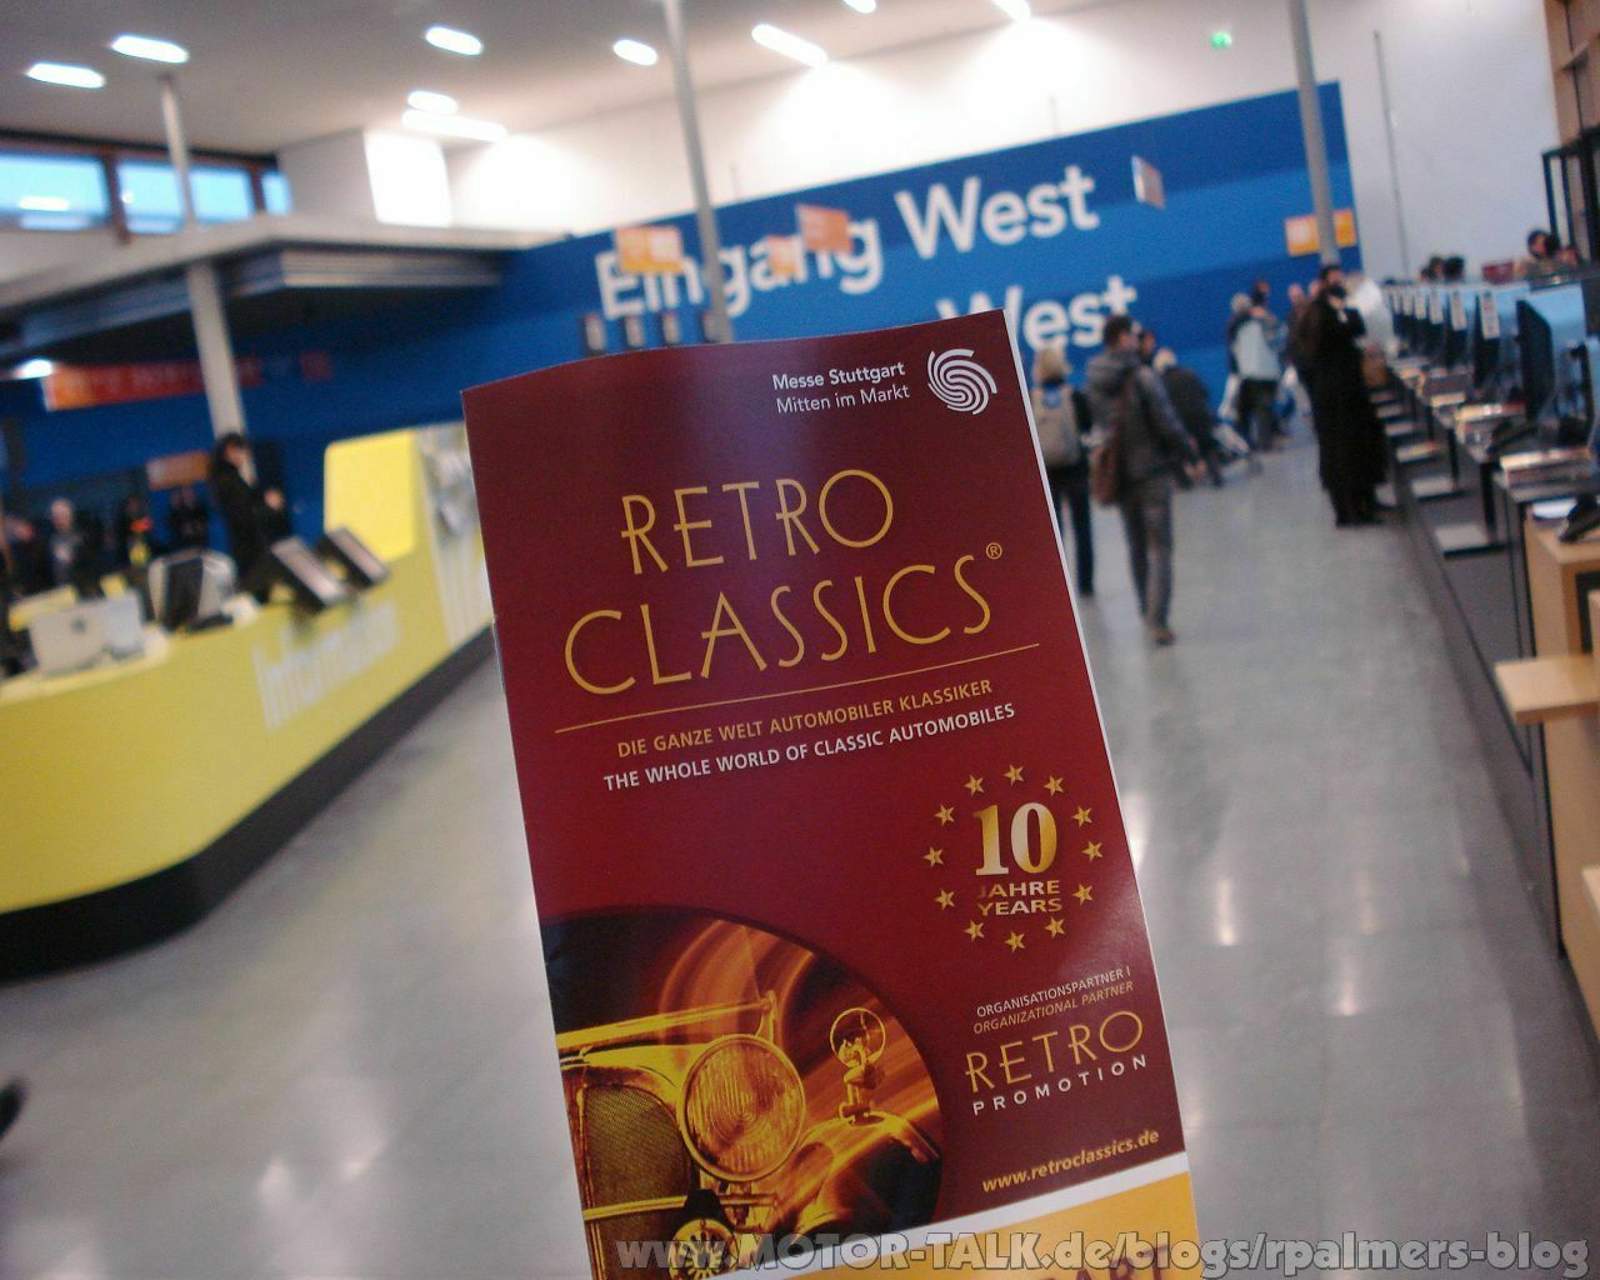 Eingang West
West
Messe Stuttgart
Mitten im Markt
RETRO
CLASSICS®
DIE GANZE WELT AUTOMOBILER KLASSIKER
THE WHOLE WORLD OF CLASSIC AUTOMOBILES
10
JAHRE
YEARS
ORGANISATIONSPARTNER |
ORGANIZATIONAL PARTNER
RETRO
PROMOTION
www.retroclassics.de
Information
www.MOTOR-TALK.de/blogs/rpalmers-blog